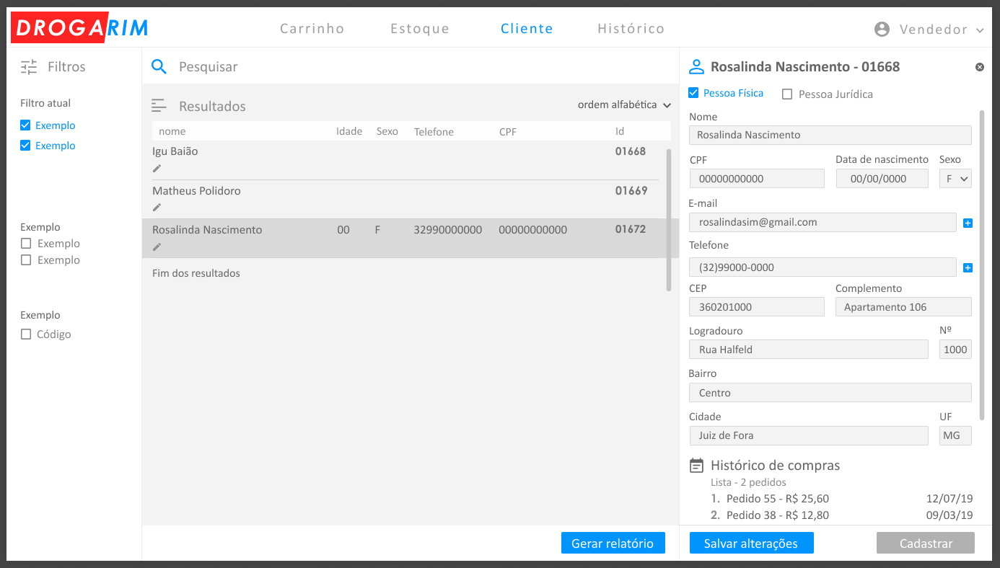 DROGARIM
Carrinho Estoque Cliente Histórico
Vendedor
Filtros
Filtro atual
Exemplo
Exemplo
Exemplo
Exemplo
Exemplo
Exemplo
Código
Pesquisar
Resultados
ordem alfabética
nome Idade Sexo Telefone CPF Id
Igu Baião 01668
Matheus Polidoro 01669
Rosalinda Nascimento 00 F 32990000000 00000000000 01672
Fim dos resultados
Gerar relatório
Rosalinda Nascimento - 01668
Pessoa Física Pessoa Jurídica
Nome
Rosalinda Nascimento
CPF Data de nascimento Sexo
00000000000 00/00/0000 F
E-mail
rosalindasim@gmail.com
Telefone
(32)99000-0000
CEP Complemento
360201000 Apartamento 106
Logradouro Nº
Rua Halfeld 1000
Bairro
Centro
Cidade UF
Juiz de Fora MG
Histórico de compras
Lista - 2 pedidos
1. Pedido 55 - R$ 25,60 12/07/19
2. Pedido 38 - R$ 12,80 09/03/19
Salvar alterações Cadastrar